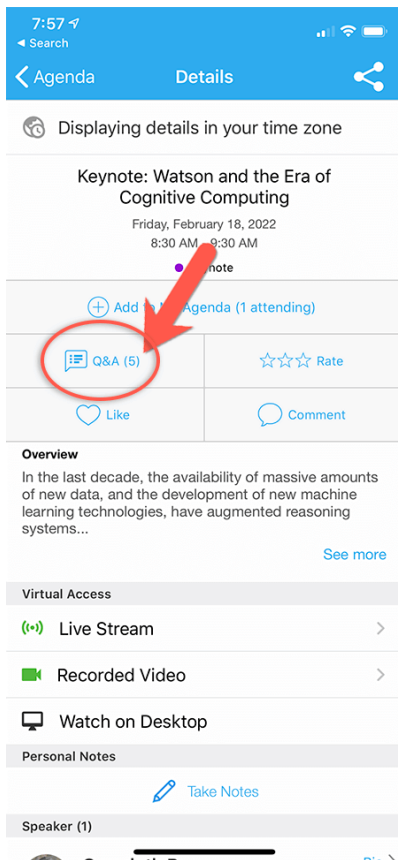 7:57
◀ Search
Agenda
Details
Displaying details in your time zone
Keynote: Watson and the Era of
Cognitive Computing
Friday, February 18, 2022
8:30 AM - 9:30 AM
Add to Agenda (1 attending)
Q&A (5)
Rate
Like
Comment
Overview
In the last decade, the availability of massive amounts
of new data, and the development of new machine
learning technologies, have augmented reasoning
systems...
See more
Virtual Access
Live Stream
Recorded Video
Watch on Desktop
Personal Notes
Take Notes
Speaker (1)